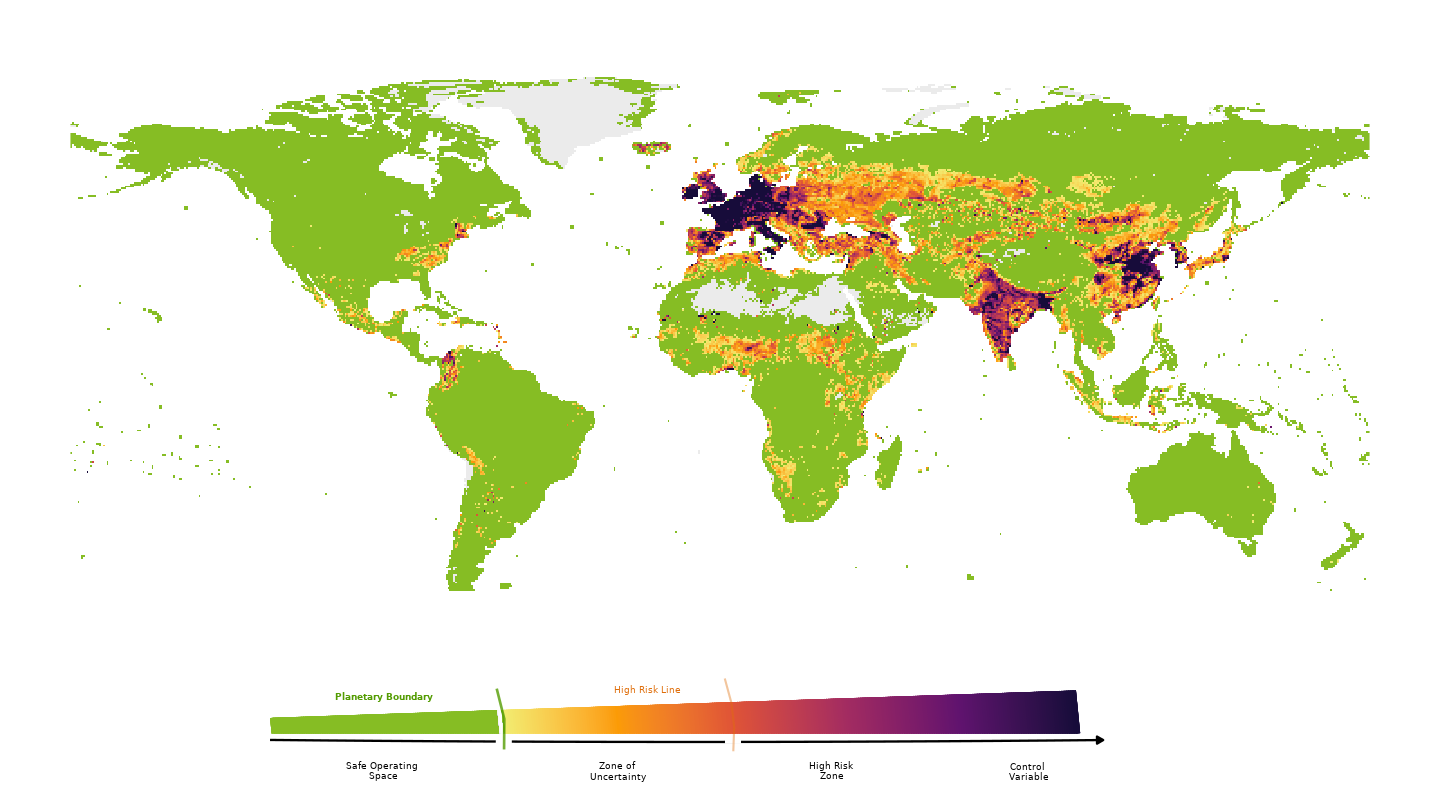 Planetary Boundary
High Risk Line
Safe Operating
Space
Zone of
Uncertainty
High Risk
Zone
Control
Variable